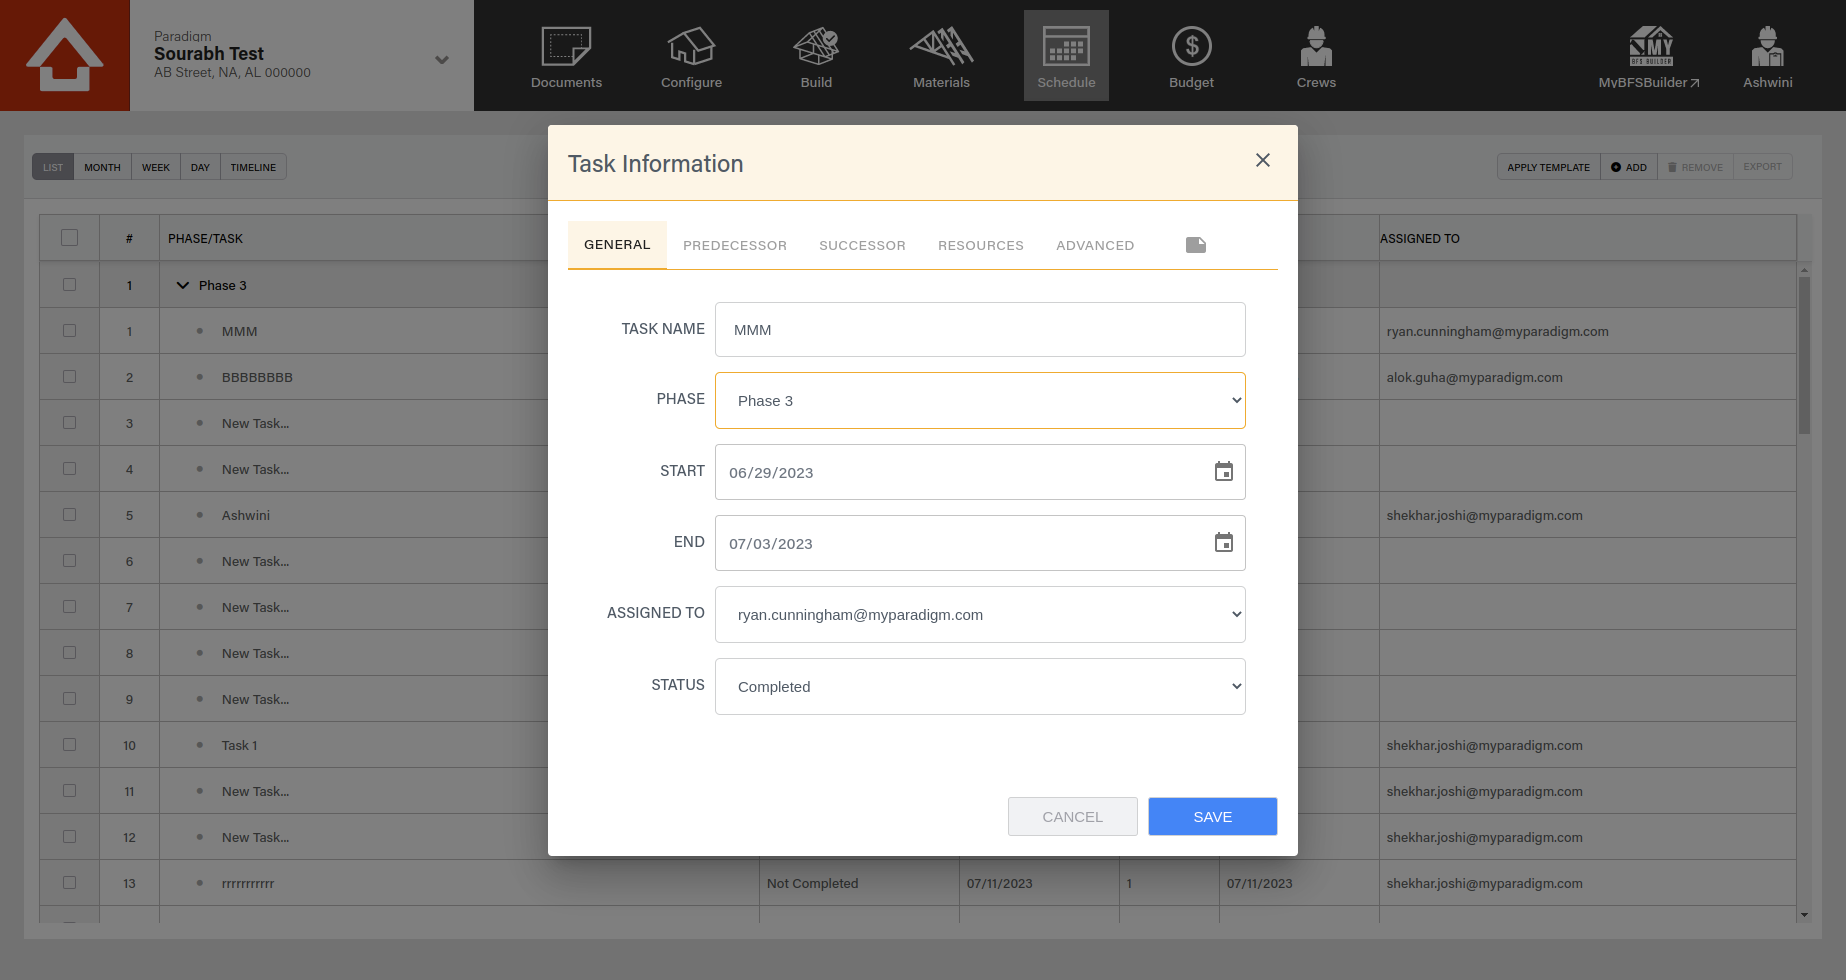 Paradigm
Sourabh Test
AB Street, NA, AL 000000
Documents
Configure
Build
Materials
Schedule
$
Budget
Crews
MY
BFS BUILDER
MyBFSBuilder
Ashwini
LIST MONTH WEEK DAY TIMELINE
APPLY TEMPLATE ADD REMOVE EXPORT
# PHASE/TASK ASSIGNED TO
1 Phase 3
1 MMM ryan.cunningham@myparadigm.com
2 BBBBBBBB alok.guha@myparadigm.com
3 New Task...
4 New Task...
5 Ashwini shekhar.joshi@myparadigm.com
6 New Task...
7 New Task...
8 New Task...
9 New Task...
10 Task 1 shekhar.joshi@myparadigm.com
11 New Task... shekhar.joshi@myparadigm.com
12 New Task... shekhar.joshi@myparadigm.com
13 rrrrrrrrrrr Not Completed 07/11/2023 1 07/11/2023 shekhar.joshi@myparadigm.com
Task Information
GENERAL PREDECESSOR SUCCESSOR RESOURCES ADVANCED
TASK NAME MMM
PHASE Phase 3
START 06/29/2023
END 07/03/2023
ASSIGNED TO ryan.cunningham@myparadigm.com
STATUS Completed
CANCEL SAVE